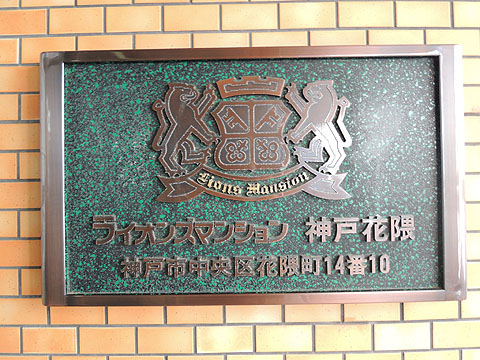 Lions Mansion
ライオンズマンション 神戸花隈
神戸市中央区花隈町14番10